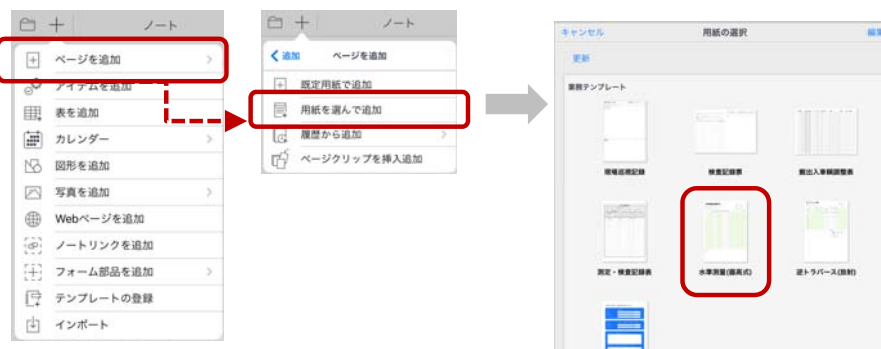 ノート
ページを追加
アイテムを追加
表を追加
カレンダー
図形を追加
写真を追加
Webページを追加
ノートリンクを追加
フォーム部品を追加
テンプレートの登録
インポート
ノート
追加
ページを追加
既定用紙で追加
用紙を選んで追加
履歴から追加
ページクリップを挿入追加
キャンセル
用紙の選択
編集
更新
業務テンプレート
現場巡視記録
検査記録表
搬出入車輌調整表
測定・検査記録表
水準測量(器高式)
逆トラバース(放射)